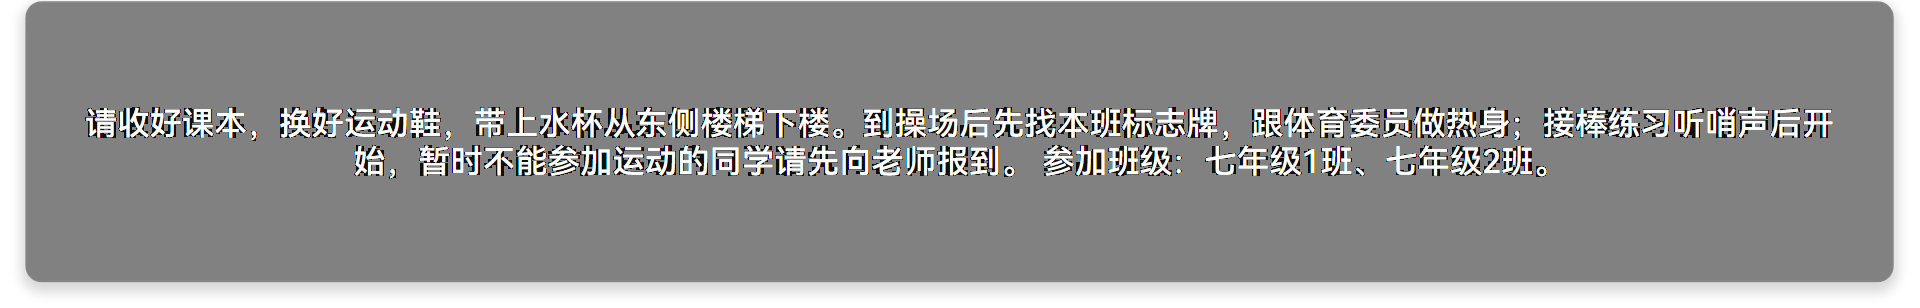 请收好课本，换好运动鞋，带上水杯从东侧楼梯下楼。到操场后先找本班标志牌，跟体育委员做热身；接棒练习听哨声后开
始，暂时不能参加运动的同学请先向老师报到。 参加班级：七年级1班、七年级2班。